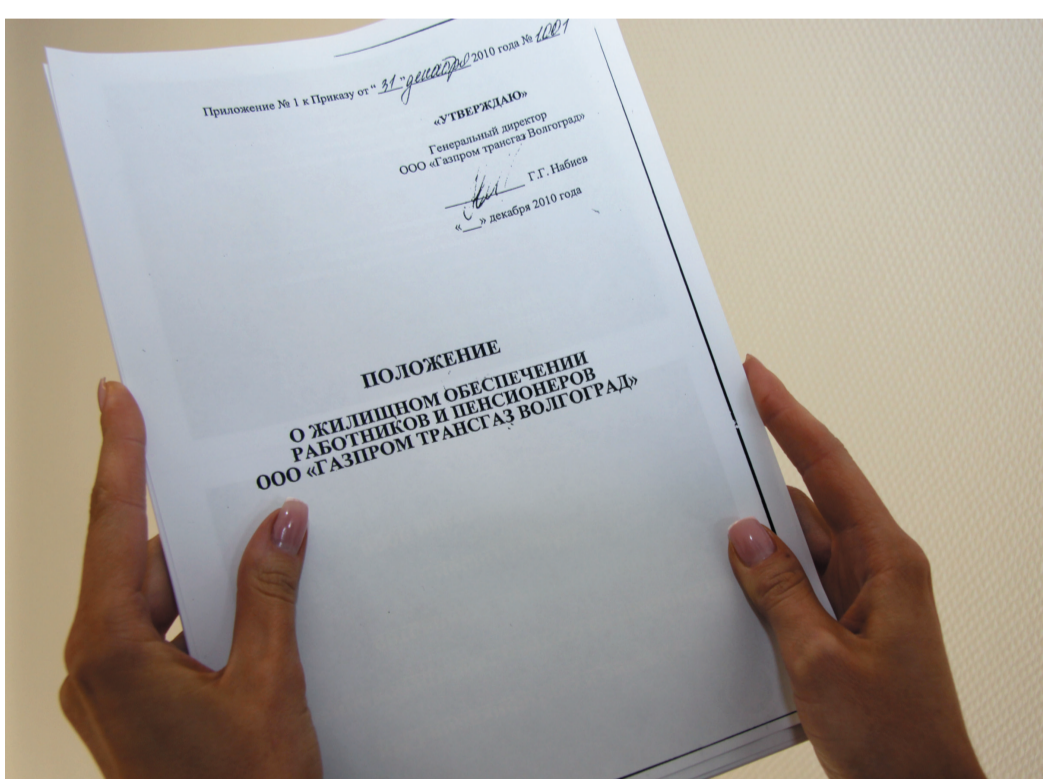 Приложение № 1 к Приказу от "31" декабря 2010 года № 1001
«УТВЕРЖДАЮ»
Генеральный директор
ООО «Газпром трансгаз Волгоград»
Г.Г. Набиев
«__» декабря 2010 года
ПОЛОЖЕНИЕ
О ЖИЛИЩНОМ ОБЕСПЕЧЕНИИ
РАБОТНИКОВ И ПЕНСИОНЕРОВ
ООО «ГАЗПРОМ ТРАНСГАЗ ВОЛГОГРАД»